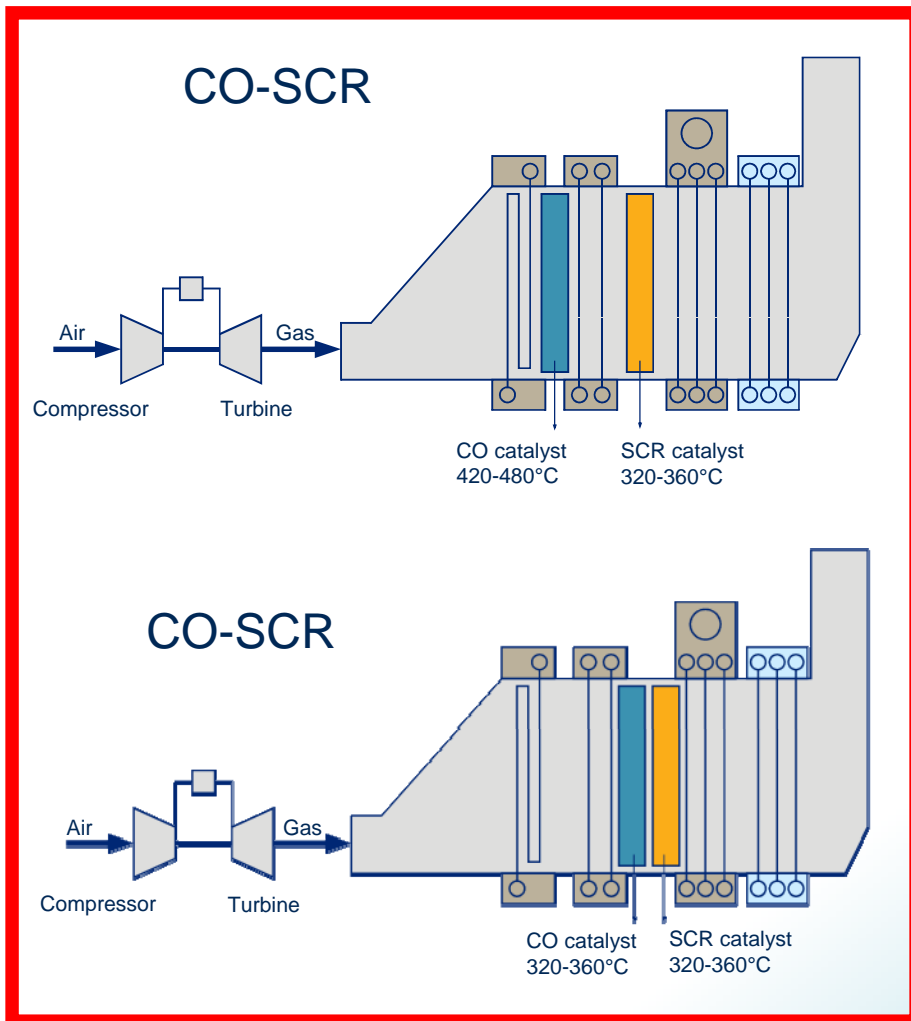 CO-SCR
Air
Gas
Compressor
Turbine
CO catalyst
420-480°C
SCR catalyst
320-360°C
CO-SCR
Air
Gas
Compressor
Turbine
CO catalyst
320-360°C
SCR catalyst
320-360°C